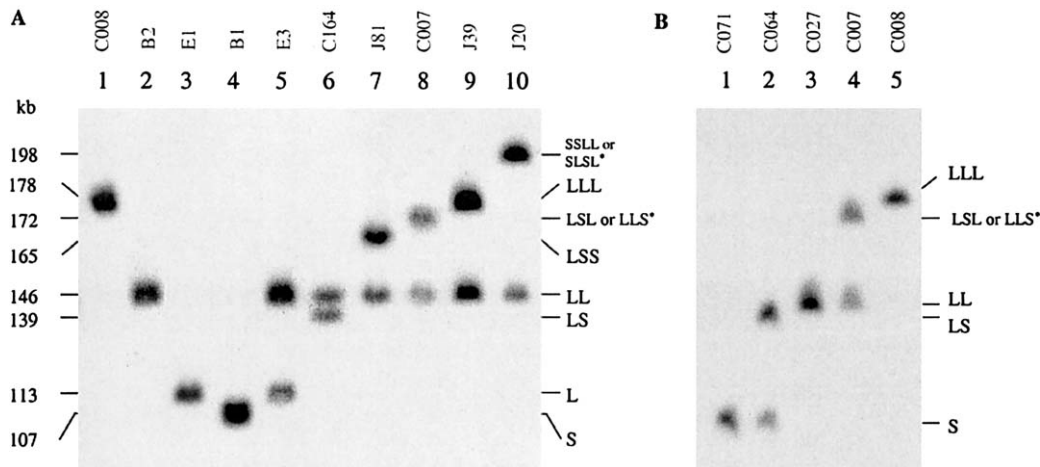 A
C008 B2 E1 B1 E3 C164 J81 C007 J39 J20
1 2 3 4 5 6 7 8 9 10
kb
198
178
172
165
146
139
113
107
SSLL or
SLSL*
LLL
LSL or LLS*
LSS
LL
LS
L
S
B
C071 C064 C027 C007 C008
1 2 3 4 5
LLL
LSL or LLS*
LL
LS
S